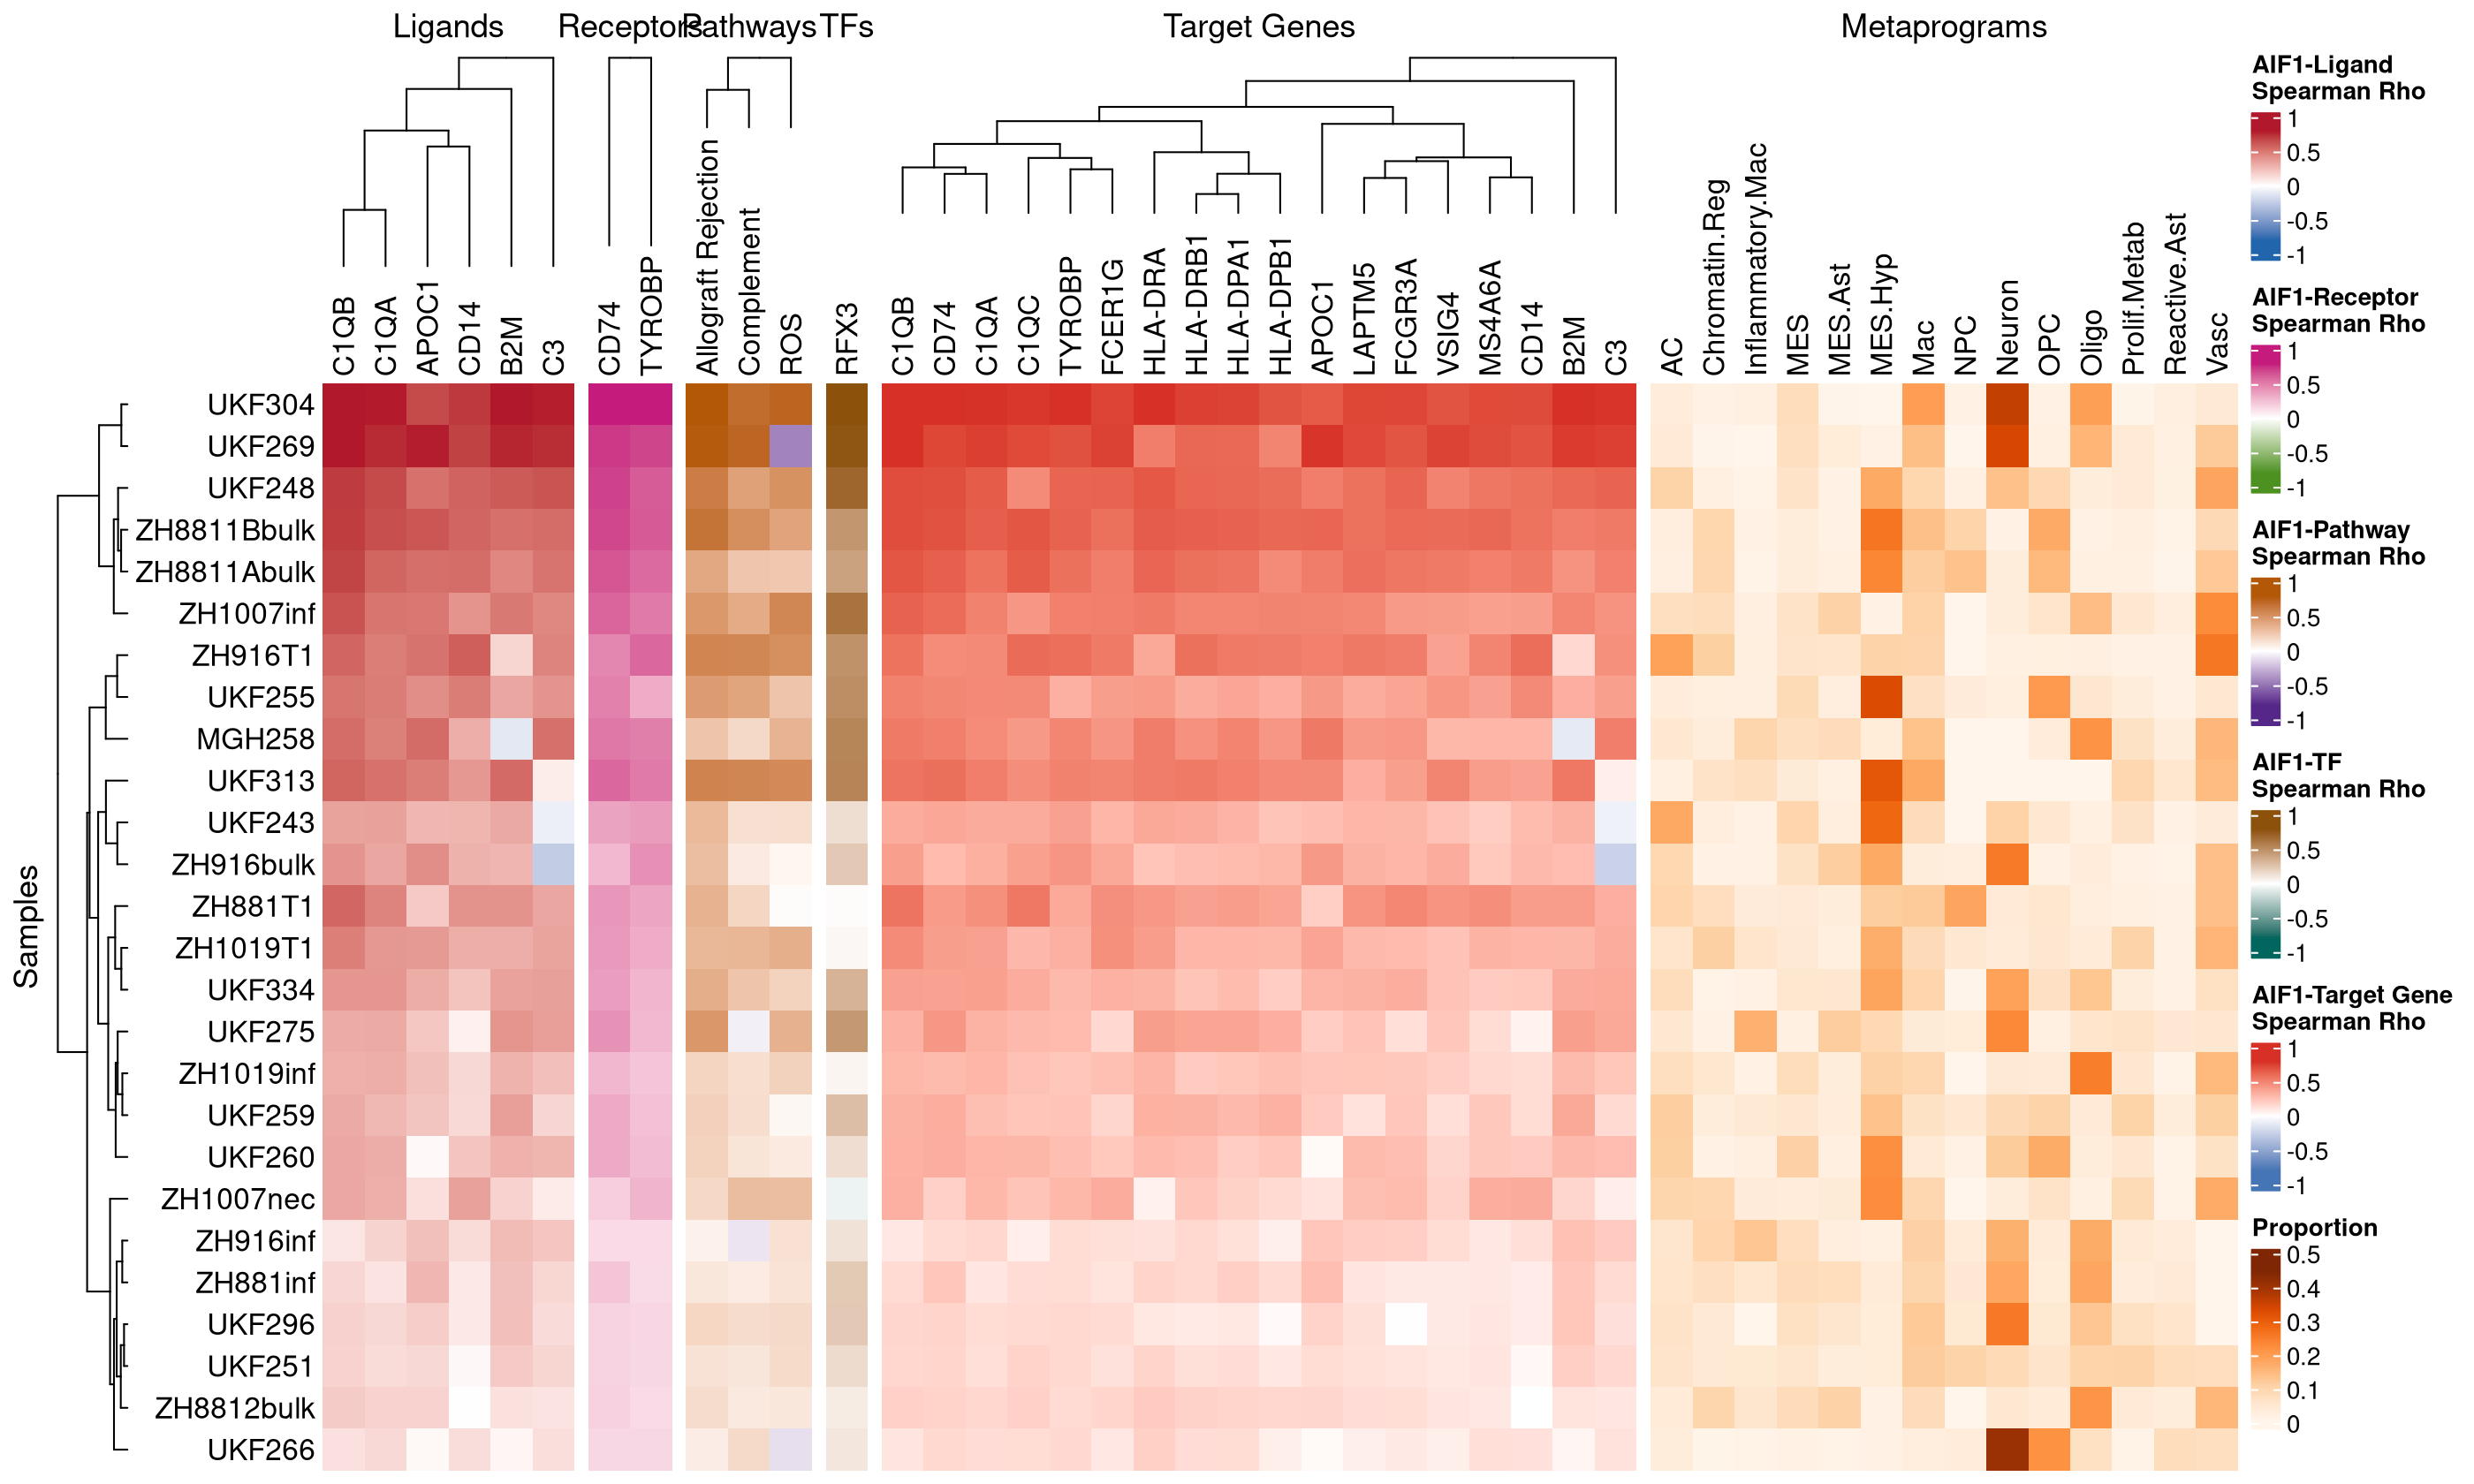 Ligands
Receptors
Pathways
TFs
Target Genes
Metaprograms
C1QB
C1QA
APOC1
CD14
B2M
C3
CD74
TYROBP
Allograft Rejection
Complement
ROS
RFX3
C1QB
CD74
C1QA
C1QC
TYROBP
FCER1G
HLA-DRA
HLA-DRB1
HLA-DPA1
HLA-DPB1
APOC1
LAPTM5
FCGR3A
VSIG4
MS4A6A
CD14
B2M
C3
AC
Chromatin.Reg
Inflammatory.Mac
MES
MES.Ast
MES.Hyp
Mac
NPC
Neuron
OPC
Oligo
Prolif.Metab
Reactive.Ast
Vasc
Samples
UKF304
UKF269
UKF248
ZH8811Bbulk
ZH8811Abulk
ZH1007inf
ZH916T1
UKF255
MGH258
UKF313
UKF243
ZH916bulk
ZH881T1
ZH1019T1
UKF334
UKF275
ZH1019inf
UKF259
UKF260
ZH1007nec
ZH916inf
ZH881inf
UKF296
UKF251
ZH8812bulk
UKF266
AIF1-Ligand
Spearman Rho
1
0.5
0
-0.5
-1
AIF1-Receptor
Spearman Rho
1
0.5
0
-0.5
-1
AIF1-Pathway
Spearman Rho
1
0.5
0
-0.5
-1
AIF1-TF
Spearman Rho
1
0.5
0
-0.5
-1
AIF1-Target Gene
Spearman Rho
1
0.5
0
-0.5
-1
Proportion
0.5
0.4
0.3
0.2
0.1
0